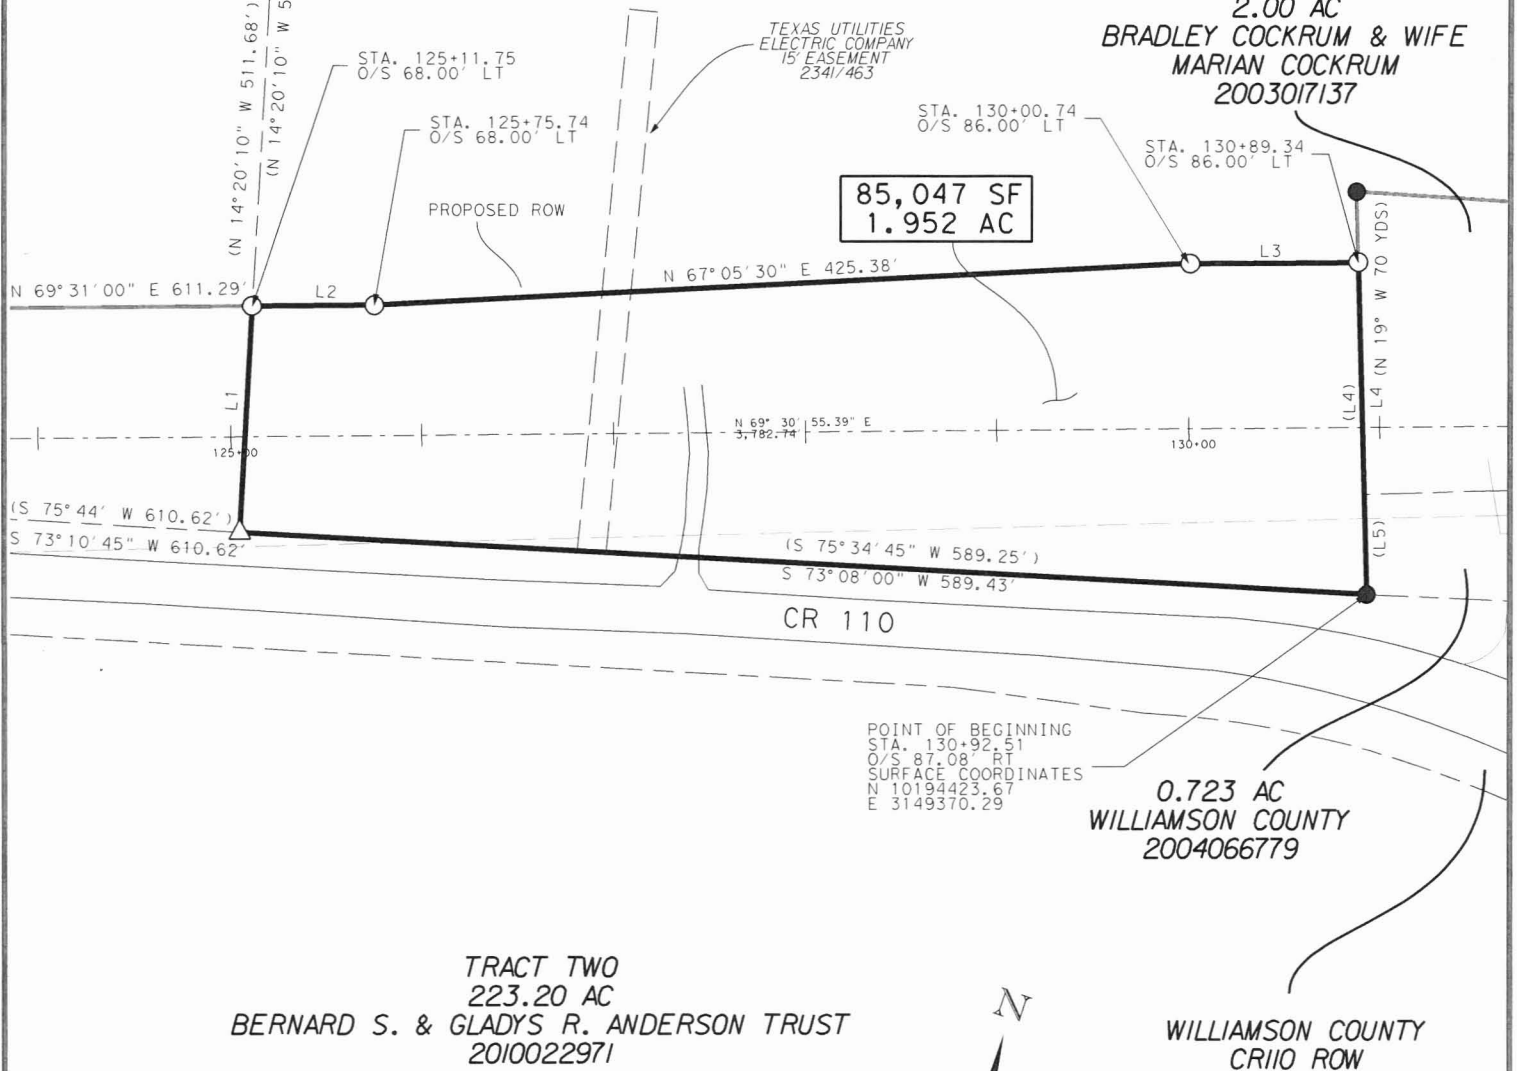 (N 14°20'10" W 511.68')
(N 14°20'10" W 5
2.00 AC
BRADLEY COCKRUM & WIFE
MARIAN COCKRUM
2003017137
TEXAS UTILITIES
ELECTRIC COMPANY
15' EASEMENT
2341/463
STA. 125+11.75
O/S 68.00' LT
STA. 125+75.74
O/S 68.00' LT
STA. 130+00.74
O/S 86.00' LT
STA. 130+89.34
O/S 86.00' LT
PROPOSED ROW
85,047 SF
1.952 AC
N 69°31'00" E 611.29'
L2
N 67°05'30" E 425.38'
L3
L4 (N 19° W 70 YDS)
(L4)
L1
N 69° 30' 55.39" E
3,782.74'
125+00
130+00
(S 75°44' W 610.62')
S 73°10'45" W 610.62'
(S 75°34'45" W 589.25')
S 73°08'00" W 589.43'
(L5)
CR 110
POINT OF BEGINNING
STA. 130+92.51
O/S 87.08' RT
SURFACE COORDINATES
N 10194423.67
E 3149370.29
0.723 AC
WILLIAMSON COUNTY
2004066779
TRACT TWO
223.20 AC
BERNARD S. & GLADYS R. ANDERSON TRUST
2010022971
N
WILLIAMSON COUNTY
CR110 ROW